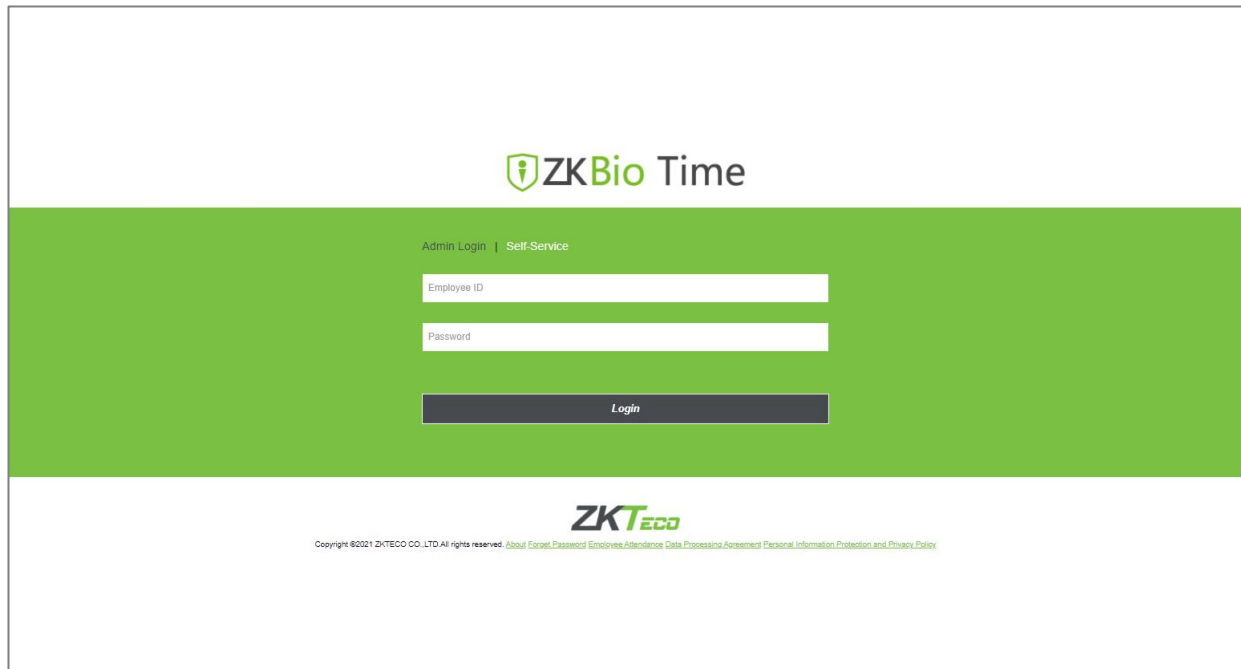 ZKBio Time
Admin Login | Self-Service
Employee ID
Password
Login
ZKTECO
Copyright ©2021 ZKTECO CO.,LTD.All rights reserved. About Forget Password Employee Attendance Data Processing Agreement Personal Information Protection and Privacy Policy